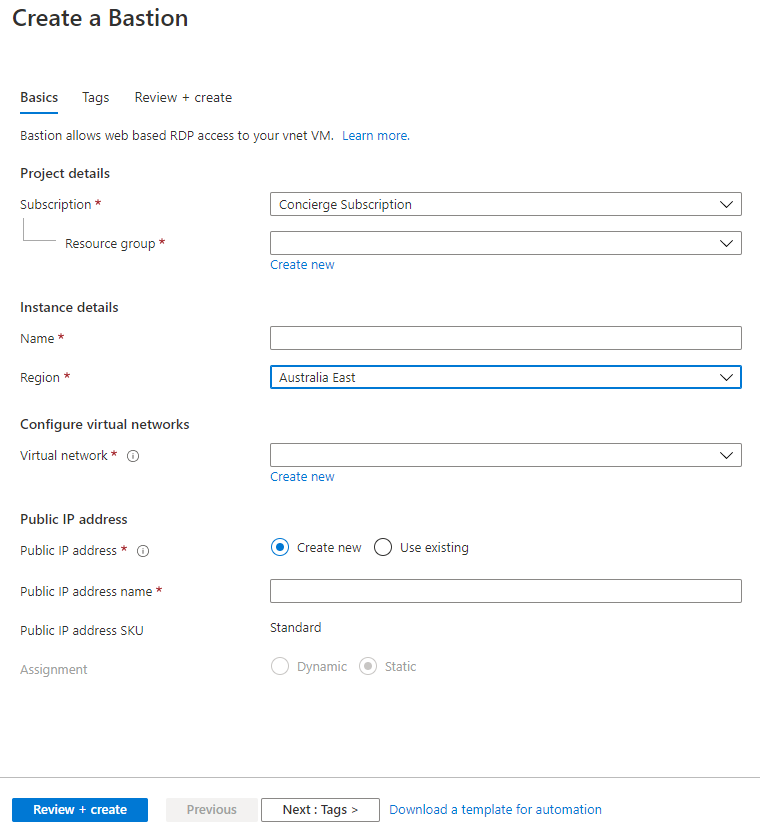 Create a Bastion
Basics Tags Review + create
Bastion allows web based RDP access to your vnet VM. Learn more.
Project details
Subscription * Concierge Subscription
Resource group *
Create new
Instance details
Name *
Region * Australia East
Configure virtual networks
Virtual network *
Create new
Public IP address
Public IP address * Create new Use existing
Public IP address name *
Public IP address SKU Standard
Assignment Dynamic Static
Review + create Previous Next : Tags > Download a template for automation